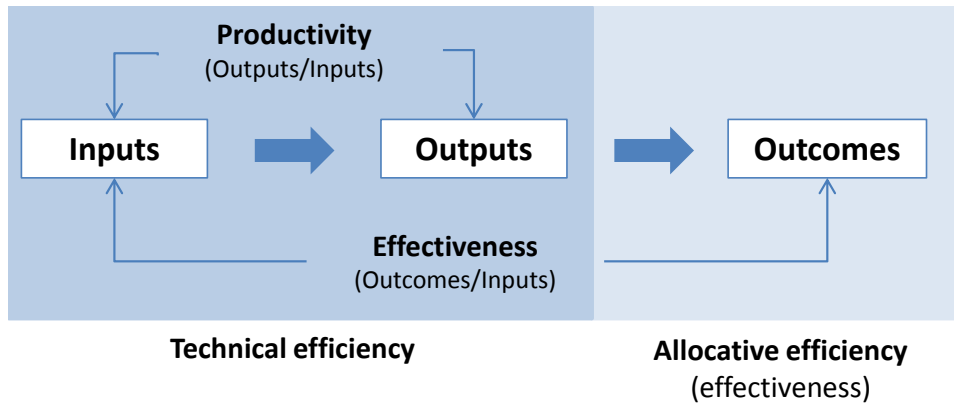 Productivity
(Outputs/Inputs)
Inputs
Outputs
Outcomes
Effectiveness
(Outcomes/Inputs)
Technical efficiency
Allocative efficiency
(effectiveness)